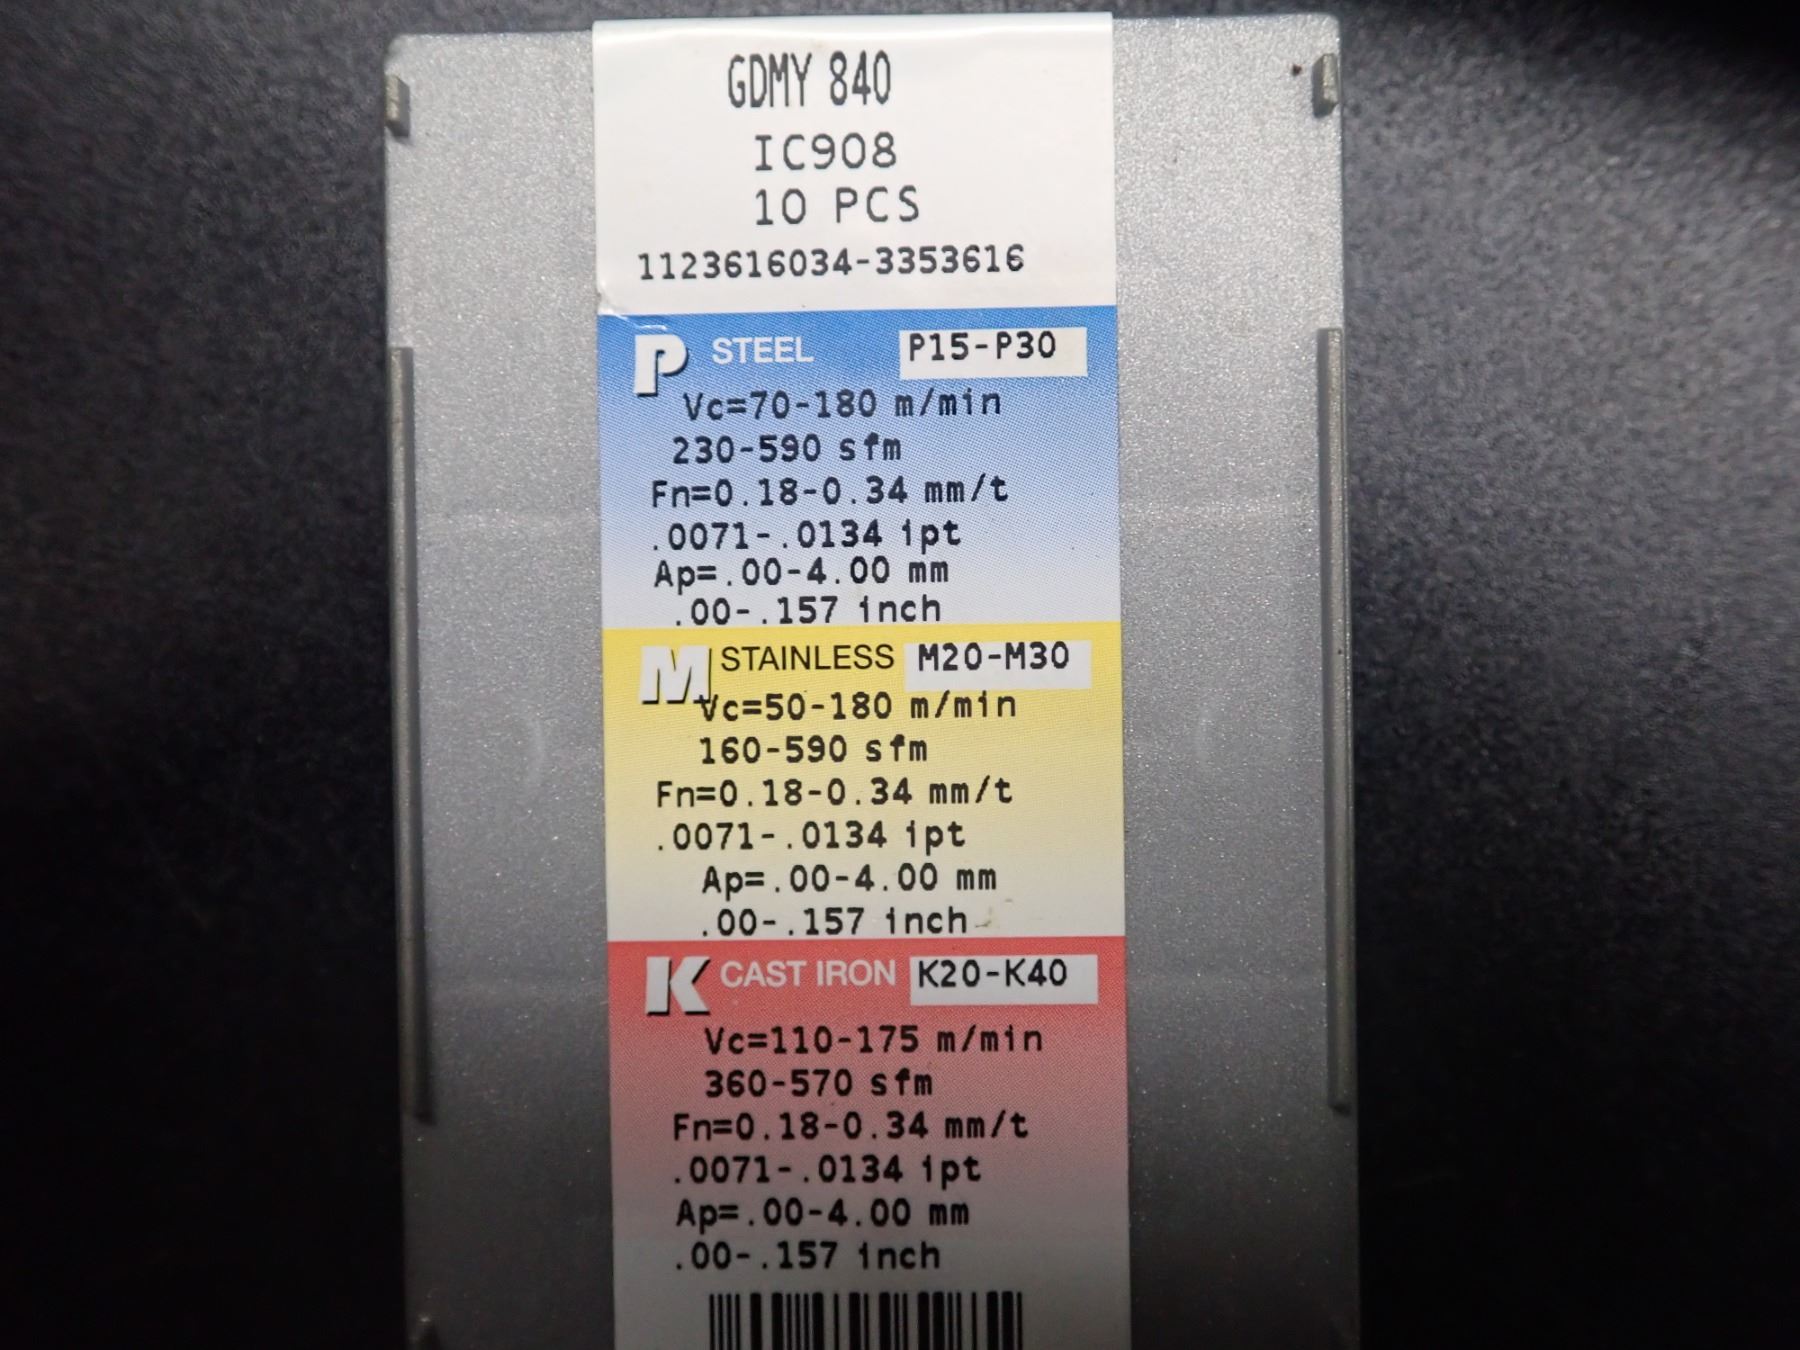 GDMY 840
IC908
10 PCS
1123616034-3353616
P STEEL P15-P30
Vc=70-180 m/min
230-590 sfm
Fn=0.18-0.34 mm/t
.0071-.0134 ipt
Ap=.00-4.00 mm
.00-.157 inch
M STAINLESS M20-M30
Vc=50-180 m/min
160-590 sfm
Fn=0.18-0.34 mm/t
.0071-.0134 ipt
Ap=.00-4.00 mm
.00-.157 inch
K CAST IRON K20-K40
Vc=110-175 m/min
360-570 sfm
Fn=0.18-0.34 mm/t
.0071-.0134 ipt
Ap=.00-4.00 mm
.00-.157 inch